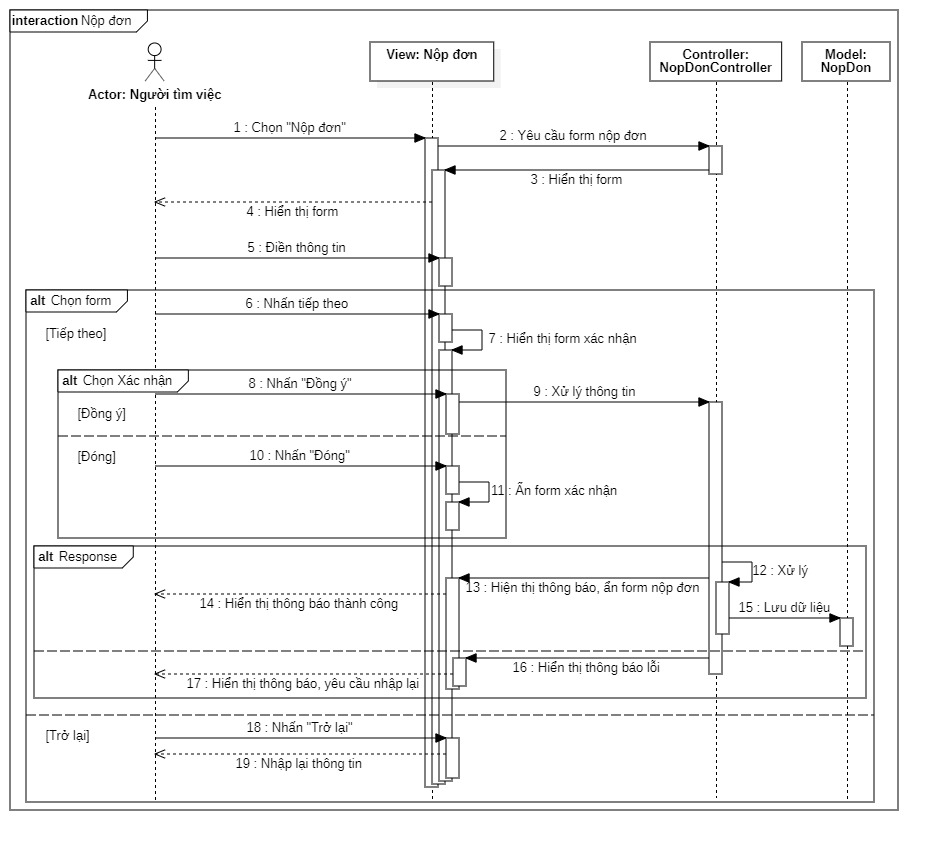 interaction Nộp đơn
Actor: Người tìm việc
View: Nộp đơn
Controller:
NopDonController
Model:
NopDon
1 : Chọn "Nộp đơn"
2 : Yêu cầu form nộp đơn
3 : Hiển thị form
4 : Hiển thị form
5 : Điền thông tin
alt Chọn form
6 : Nhấn tiếp theo
[Tiếp theo]
7 : Hiển thị form xác nhận
alt Chọn Xác nhận
8 : Nhấn "Đồng ý"
9 : Xử lý thông tin
[Đồng ý]
[Đóng]
10 : Nhấn "Đóng"
11 : Ẩn form xác nhận
alt Response
12 : Xử lý
13 : Hiện thị thông báo, ẩn form nộp đơn
14 : Hiển thị thông báo thành công
15 : Lưu dữ liệu
16 : Hiển thị thông báo lỗi
17 : Hiển thị thông báo, yêu cầu nhập lại
[Trở lại]
18 : Nhấn "Trở lại"
19 : Nhập lại thông tin